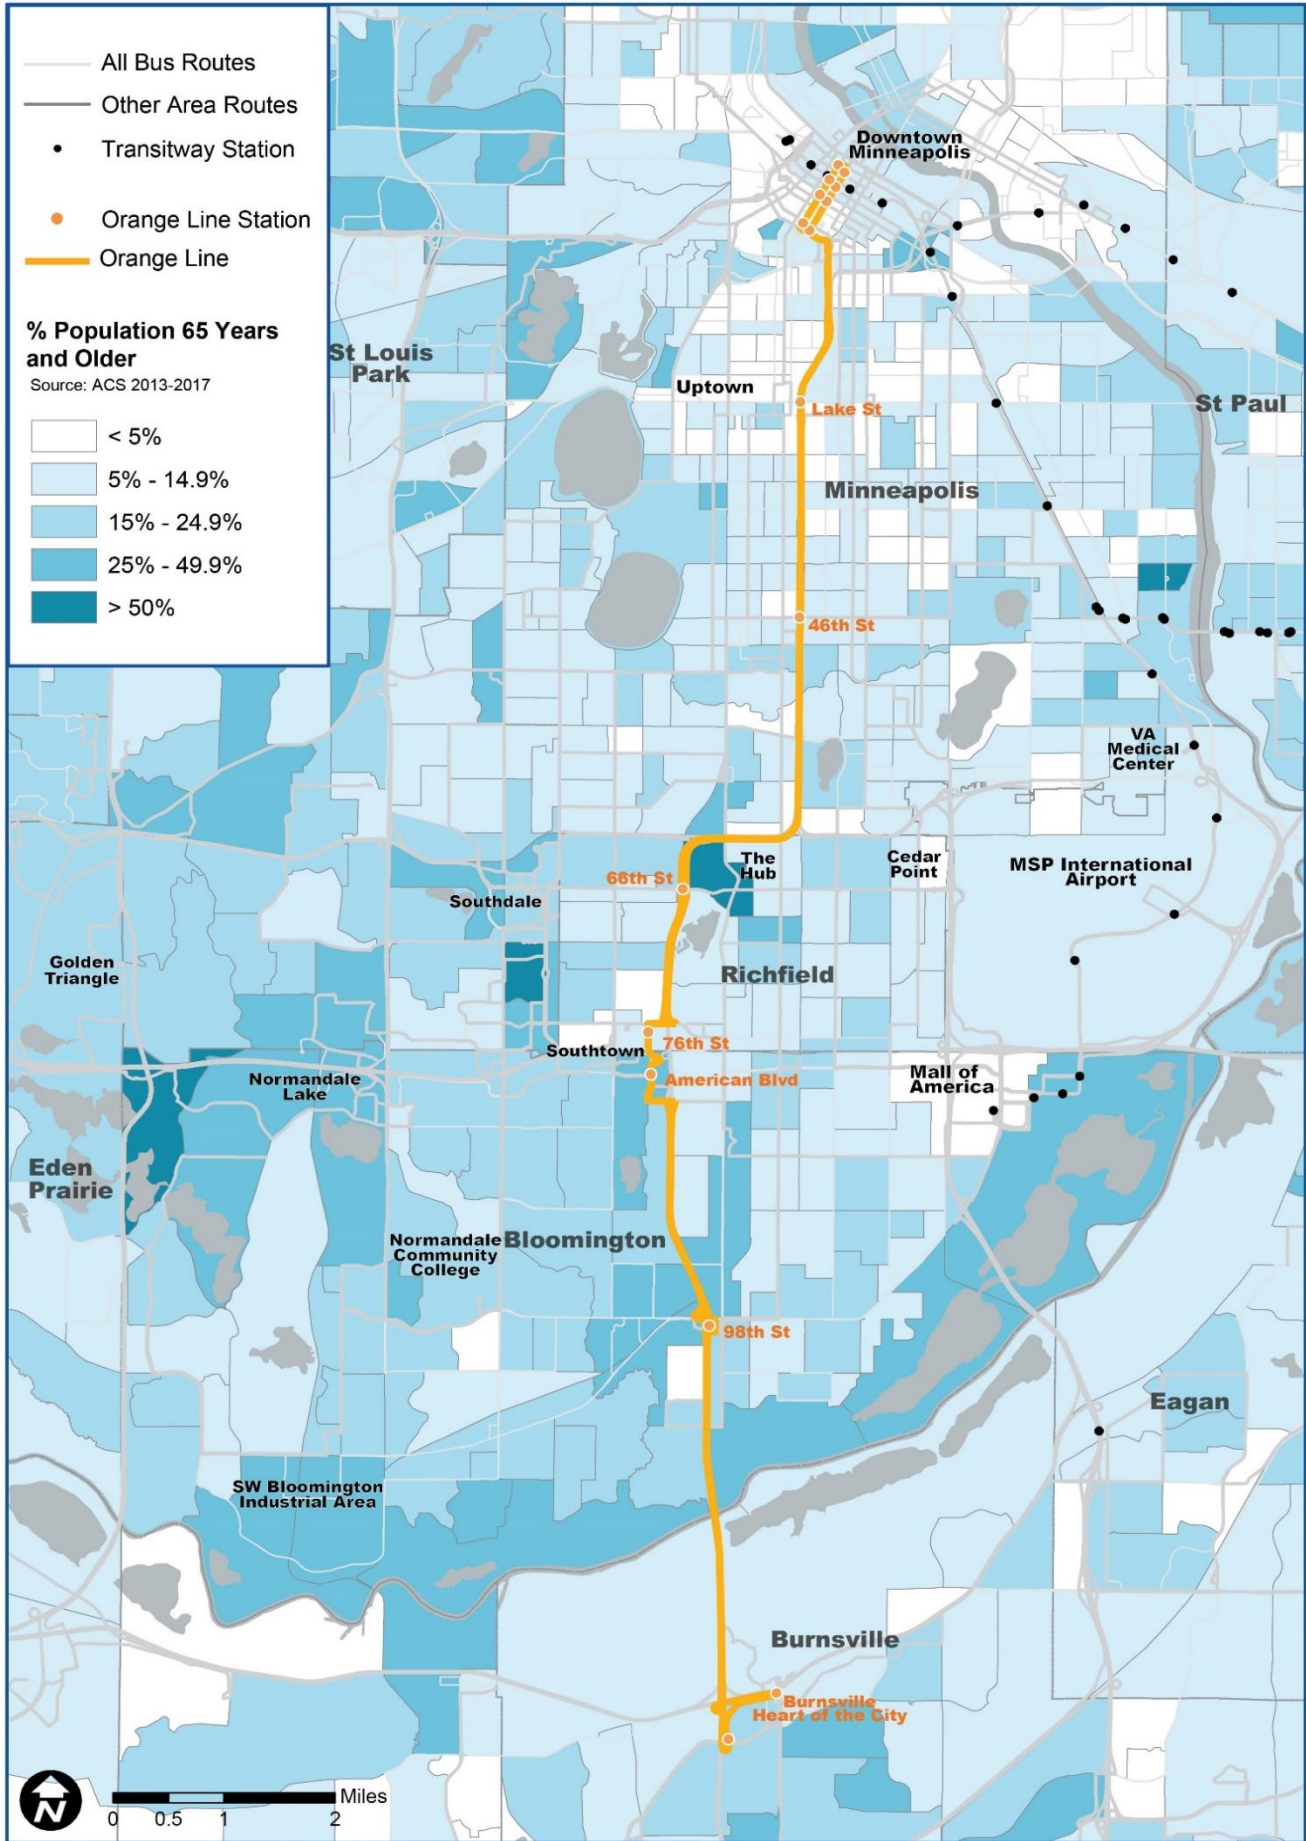 All Bus Routes
Other Area Routes
Transitway Station
Orange Line Station
Orange Line
% Population 65 Years
and Older
Source: ACS 2013-2017
< 5%
5% - 14.9%
15% - 24.9%
25% - 49.9%
> 50%
Downtown
Minneapolis
St Louis
Park
Uptown
Lake St
St Paul
Minneapolis
46th St
VA
Medical
Center
The
Hub
Cedar
Point
MSP International
Airport
66th St
Southdale
Golden
Triangle
Richfield
76th St
Southtown
American Blvd
Normandale
Lake
Mall of
America
Eden
Prairie
Normandale
Community
College
Bloomington
98th St
Eagan
SW Bloomington
Industrial Area
Burnsville
Burnsville
Heart of the City
N
Miles
0 0.5 1 2